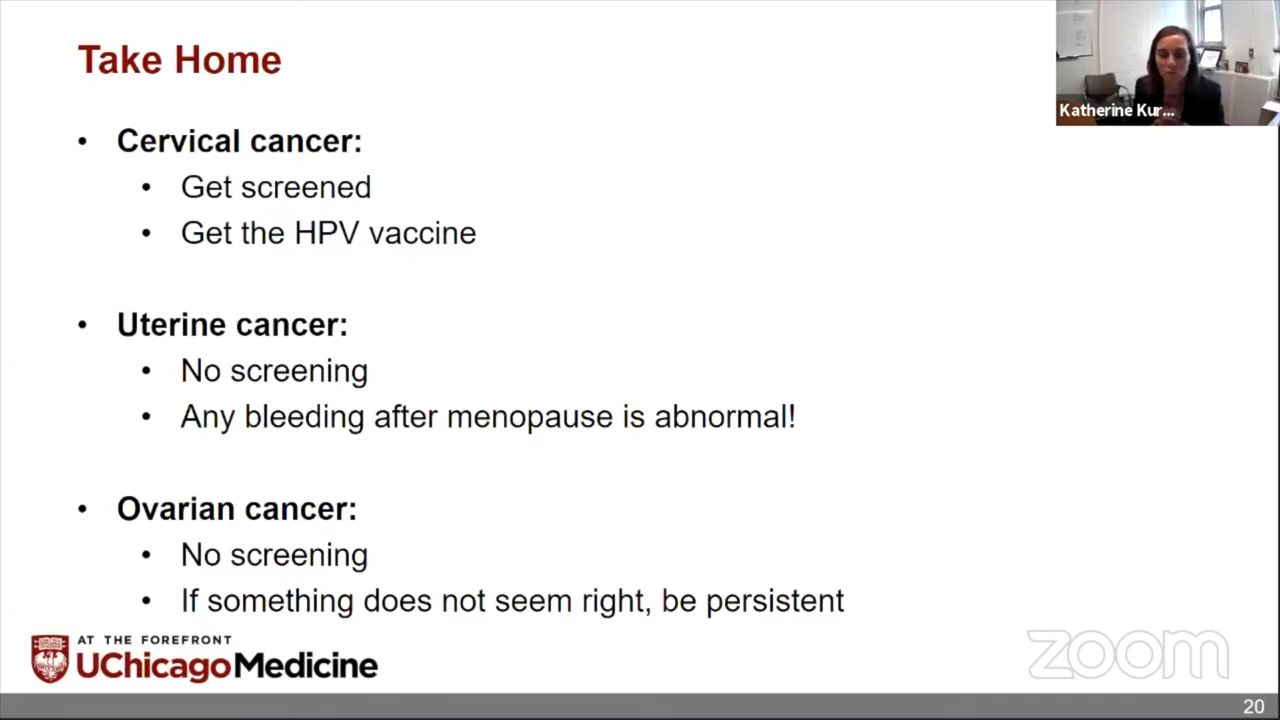 Take Home
Katherine Kur...
• Cervical cancer:
• Get screened
• Get the HPV vaccine
• Uterine cancer:
• No screening
• Any bleeding after menopause is abnormal!
• Ovarian cancer:
• No screening
• If something does not seem right, be persistent
AT THE FOREFRONT
UChicagoMedicine
zoom
20